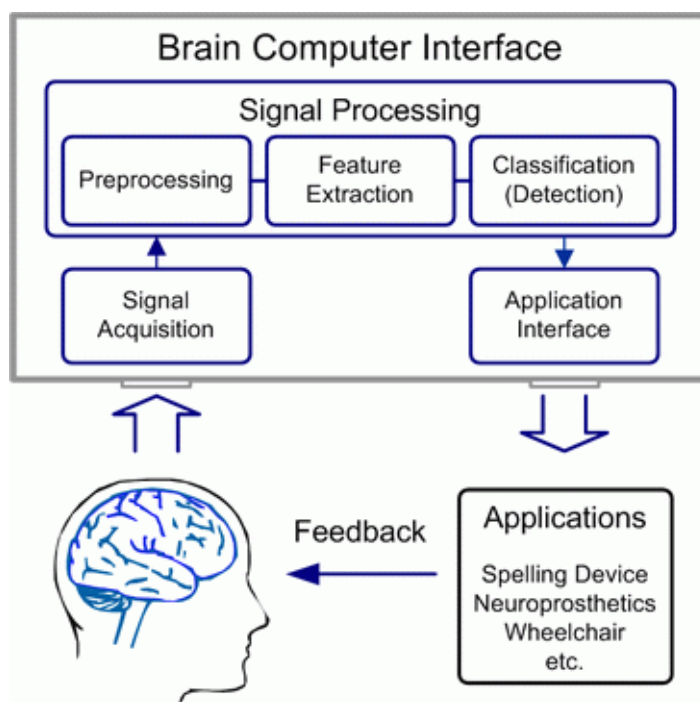 Brain Computer Interface
Signal Processing
Preprocessing
Feature
Extraction
Classification
(Detection)
Signal
Acquisition
Application
Interface
Feedback
Applications
Spelling Device
Neuroprosthetics
Wheelchair
etc.